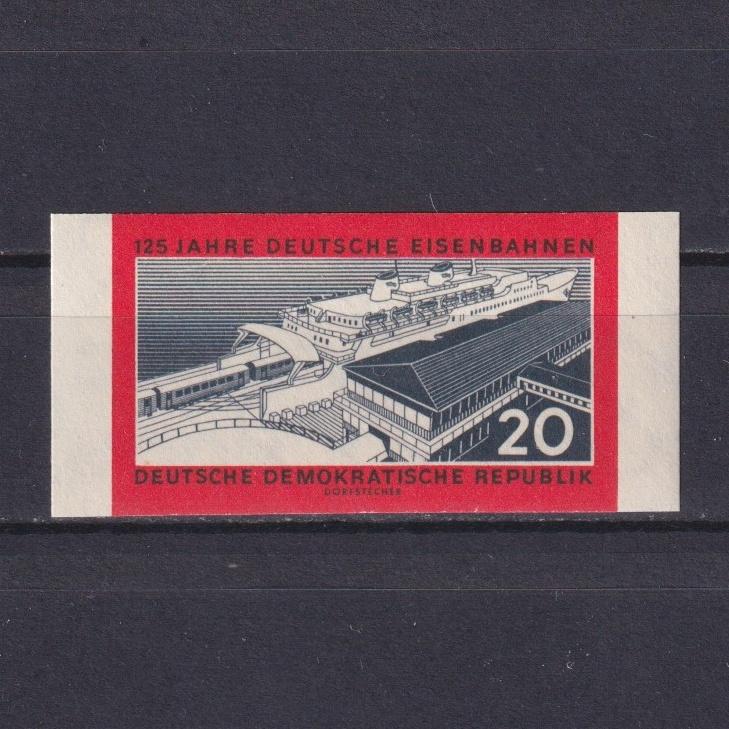 125 JAHRE DEUTSCHE EISENBAHNEN
20
DEUTSCHE DEMOKRATISCHE REPUBLIK
DORFSTECHER